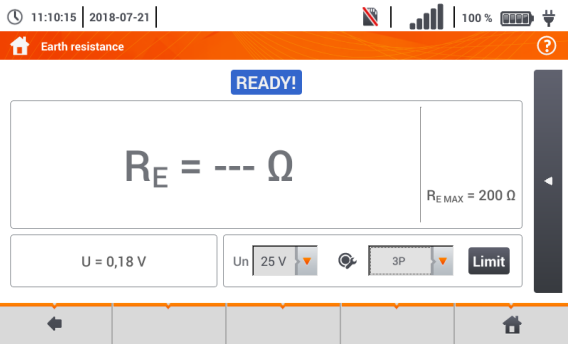 11:10:15 2018-07-21 100 %
Earth resistance ?
READY!
RE = --- Ω
RE MAX = 200 Ω
U = 0,18 V
Un 25 V 3P Limit